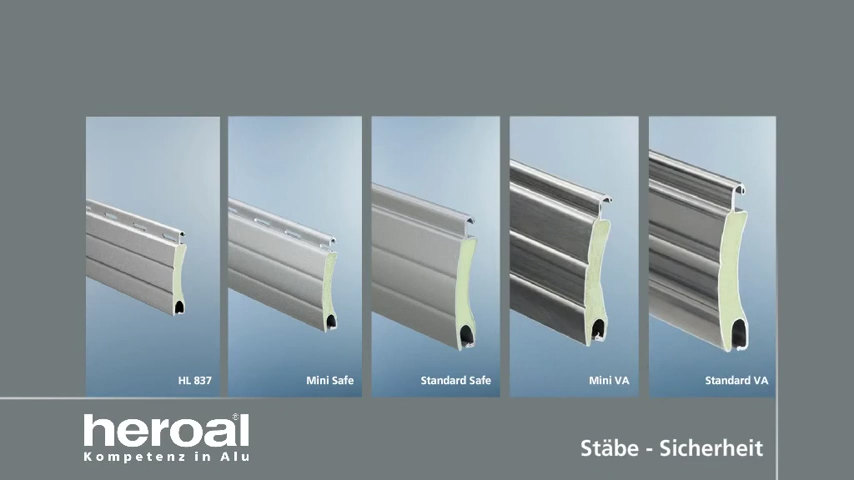 HL 837
Mini Safe
Standard Safe
Mini VA
Standard VA
heroal®
Kompetenz in Alu
Stäbe - Sicherheit